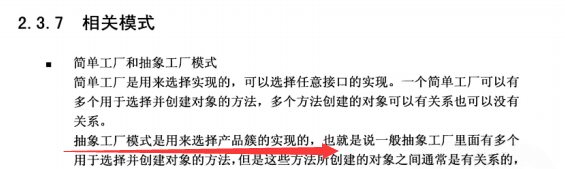 2.3.7 相关模式
■ 简单工厂和抽象工厂模式
简单工厂是用来选择实现的，可以选择任意接口的实现。一个简单工厂可以有
多个用于选择并创建对象的方法，多个方法创建的对象可以有关系也可以没有
关系。
抽象工厂模式是用来选择产品簇的实现的，也就是说一般抽象工厂里面有多个
用于选择并创建对象的方法，但是这些方法所创建的对象之间通常是有关系的，